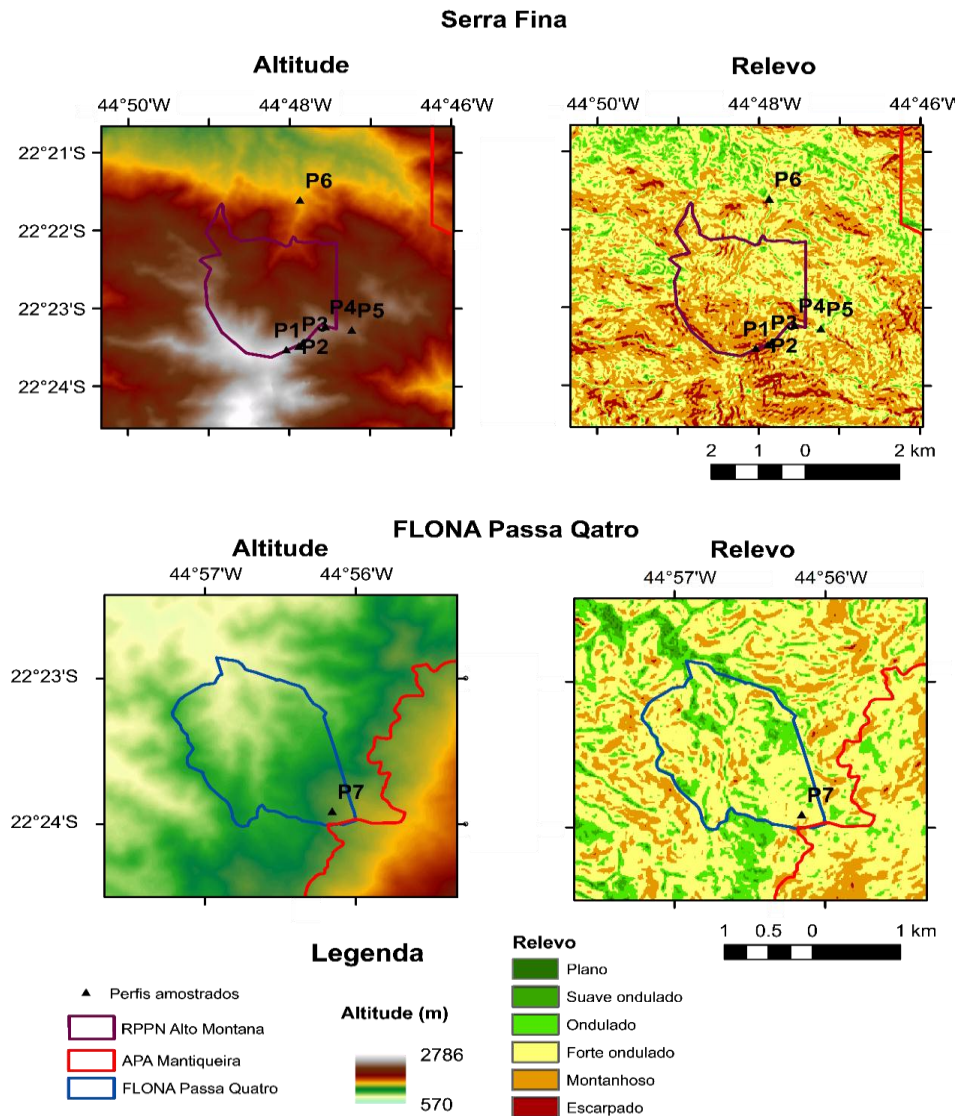 Serra Fina
Altitude
Relevo
44°50'W 44°48'W 44°46'W
44°50'W 44°48'W 44°46'W
22°21'S
22°22'S
22°23'S
22°24'S
P6
P4 P5
P3
P1
P2
P6
P4 P5
P3
P1
P2
2 1 0 2 km
FLONA Passa Qatro
Altitude
Relevo
44°57'W 44°56'W
44°57'W 44°56'W
22°23'S
22°24'S
P7
P7
1 0.5 0 1 km
Legenda
Perfis amostrados
RPPN Alto Montana
APA Mantiqueira
FLONA Passa Quatro
Altitude (m)
2786
570
Relevo
Plano
Suave ondulado
Ondulado
Forte ondulado
Montanhoso
Escarpado